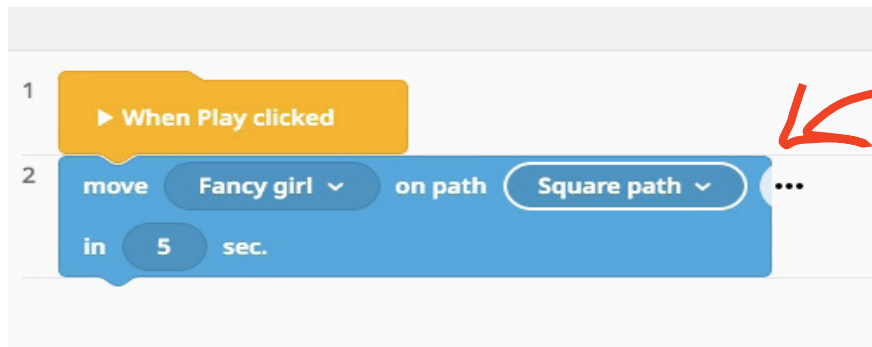 1
When Play clicked
2
move Fancy girl on path Square path ...
in 5 sec.